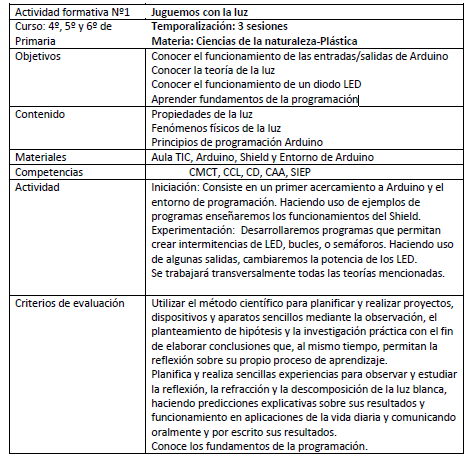 Actividad formativa Nº1 Juguemos con la luz
Curso: 4º, 5º y 6º de Temporalización: 3 sesiones
Primaria Materia: Ciencias de la naturaleza-Plástica
Objetivos Conocer el funcionamiento de las entradas/salidas de Arduino
Conocer la teoría de la luz
Conocer el funcionamiento de un diodo LED
Aprender fundamentos de la programación
Contenido Propiedades de la luz
Fenómenos físicos de la luz
Principios de programación Arduino
Materiales Aula TIC, Arduino, Shield y Entorno de Arduino
Competencias CMCT, CCL, CD, CAA, SIEP
Actividad Iniciación: Consiste en un primer acercamiento a Arduino y el
entorno de programación. Haciendo uso de ejemplos de
programas enseñaremos los funcionamientos del Shield.
Experimentación: Desarrollaremos programas que permitan
crear intermitencias de LED, bucles, o semáforos. Haciendo uso
de algunas salidas, cambiaremos la potencia de los LED.
Se trabajará transversalmente todas las teorías mencionadas.
Criterios de evaluación Utilizar el método científico para planificar y realizar proyectos,
dispositivos y aparatos sencillos mediante la observación, el
planteamiento de hipótesis y la investigación práctica con el fin
de elaborar conclusiones que, al mismo tiempo, permitan la
reflexión sobre su propio proceso de aprendizaje.
Planifica y realiza sencillas experiencias para observar y estudiar
la reflexión, la refracción y la descomposición de la luz blanca,
haciendo predicciones explicativas sobre sus resultados y
funcionamiento en aplicaciones de la vida diaria y comunicando
oralmente y por escrito sus resultados.
Conoce los fundamentos de la programación.